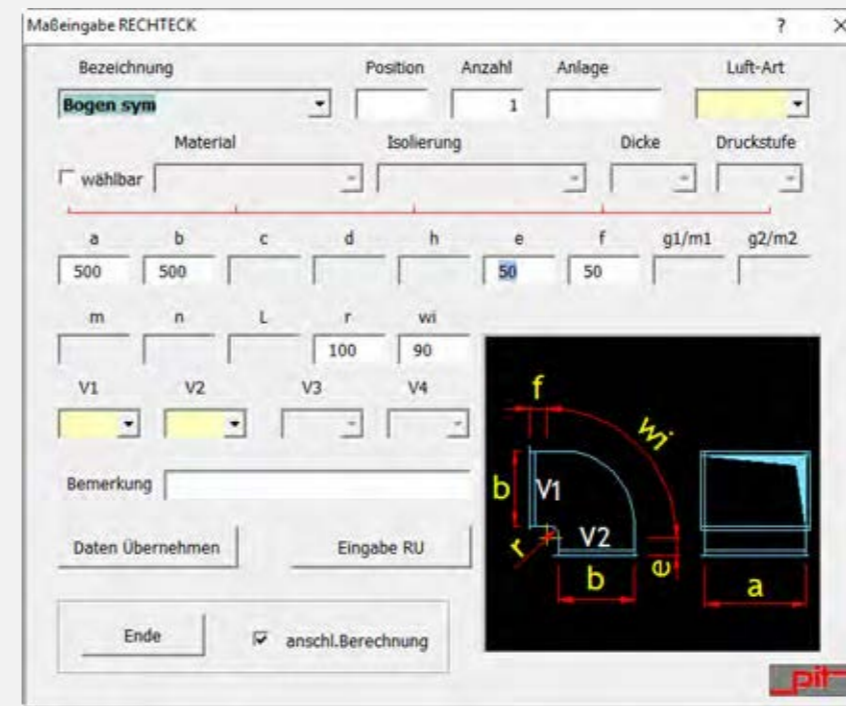 Maßeingabe RECHTECK ? ×
Bezeichnung Position Anzahl Anlage Luft-Art
Bogen sym 1
Material Isolierung Dicke Druckstufe
wählbar
a b c d h e f g1/m1 g2/m2
500 500 50 50
m n L r wi
100 90
V1 V2 V3 V4
Bemerkung
Daten Übernehmen Eingabe RU
Ende anschl.Berechnung
f
wi
b V1
V2
r e
b a
pit